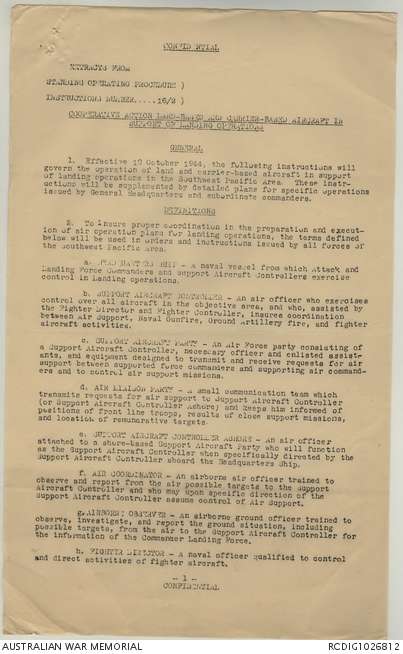 CONFIDENTIAL
EXTRACTS FROM
STANDING OPERATING PROCEDURE )
INSTRUCTIONS NUMBER.....16/2 )
COOPERATIVE ACTION LAND-BASED AND CARRIER-BASED AIRCRAFT IN
SUPPORT OF LANDING OPERATIONS
GENERAL
1. Effective 10 October 1944, the following instructions will
govern the operation of land and carrier-based aircraft in support
of landing operations in the Southwest Pacific Area. These instr-
uctions will be supplemented by detailed plans for specific operations
issued by General Headquarters and subordinate commanders.
DEFINITIONS
2. To insure proper coordination in the preparation and execut-
ion of air operation plans for landing operations, the terms defined
below will be used in orders and instructions issued by all forces of
the Southwest Pacific Area.
a. HEADQUARTERS SHIP - A naval vessel from which Attack and
Landing Force Commanders and support Aircraft Controllers exercise
control in Landing operations.
b. SUPPORT AIRCRAFT CONTROLLER - An air officer who exercises
control over all aircraft in the objective area, and who, assisted by
the Fighter Director and Fighter Controller, insures coordination
between Air Support, Naval Gunfire, Ground Artillery fire, and fighter
aircraft activities.
c. SUPPORT AIRCRAFT PARTY - An Air Force party consisting of
a Support Aircraft Controller, necessary officer and enlisted assist-
ants, and equipment designed to transmit and receive requests for air
support between supported force commanders and supporting air command-
ers and to control air support missions.
d. AIR LIAISON PARTY - A small communication team which
transmits requests for air support to Support Aircraft Controller
(or Support Aircraft Controller Ashore) and keeps him informed of
positions of front line troops, results of close support missions,
and location of remunerative targets.
e. SUPPORT AIRCRAFT CONTROLLER ASHORE - An air officer
attached to a shore-based Support Aircraft Party who will function
as the Support Aircraft Controller when specifically directed by the
Support Aircraft Controller aboard the Headquarters Ship.
f. AIR COORDINATOR - An airborne air officer trained to
observe and report from the air possible targets to the Support
Aircraft Controller and who may upon specific direction of the
Support Aircraft Controller assume control of Air Support.
g. AIRBORNE OBSERVER - An airborne ground officer trained to
observe, investigate, and report the ground situation, including
possible targets, from the air to the Support Aircraft Controller for
the information of the Commander Landing Force.
h. FIGHTER DIRECTOR - A naval officer qualified to control
and direct activities of fighter aircraft.
- 1 -
CONFIDENTIAL
AUSTRALIAN WAR MEMORIAL
RCDIG1026812